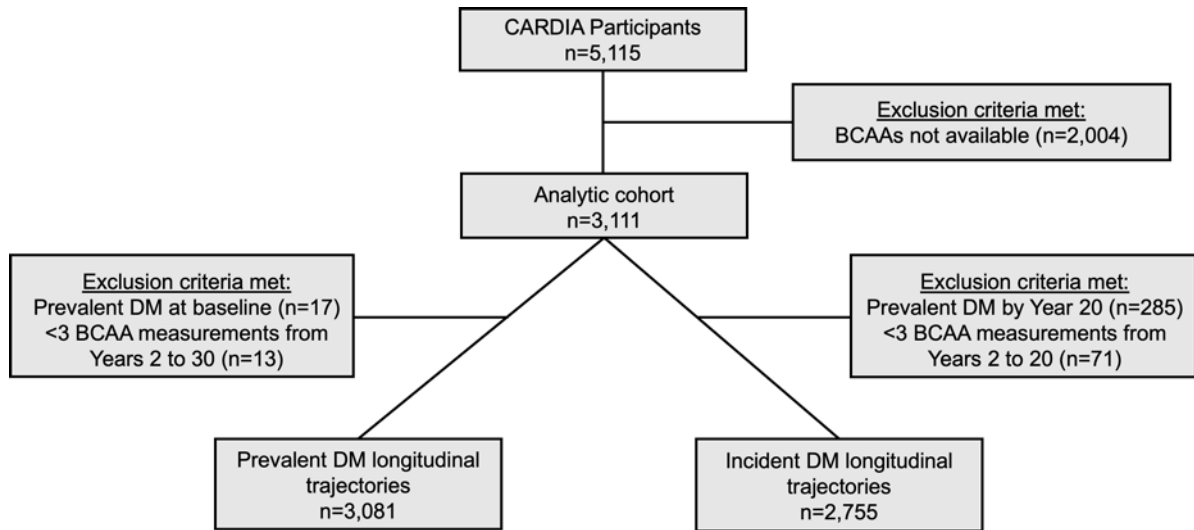 CARDIA Participants
n=5,115
Exclusion criteria met:
BCAAs not available (n=2,004)
Analytic cohort
n=3,111
Exclusion criteria met:
Prevalent DM at baseline (n=17)
<3 BCAA measurements from
Years 2 to 30 (n=13)
Exclusion criteria met:
Prevalent DM by Year 20 (n=285)
<3 BCAA measurements from
Years 2 to 20 (n=71)
Prevalent DM longitudinal
trajectories
n=3,081
Incident DM longitudinal
trajectories
n=2,755